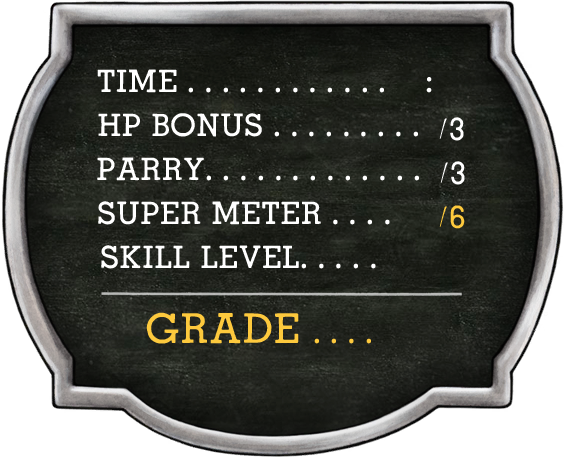 TIME . . . . . . . . . . . . :
HP BONUS . . . . . . . . . /3
PARRY. . . . . . . . . . . . . /3
SUPER METER . . . . /6
SKILL LEVEL. . . . .
GRADE . . . .